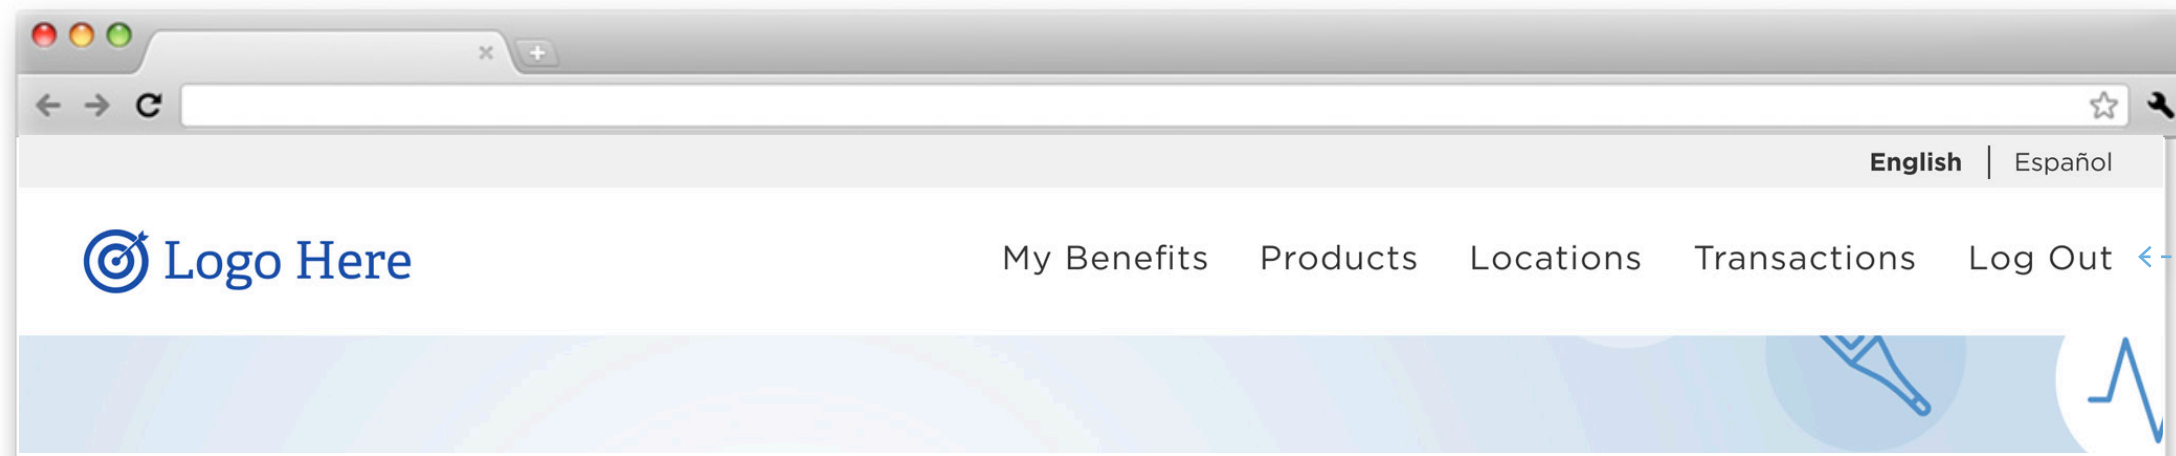 English | Español
Logo Here
My Benefits Products Locations Transactions Log Out